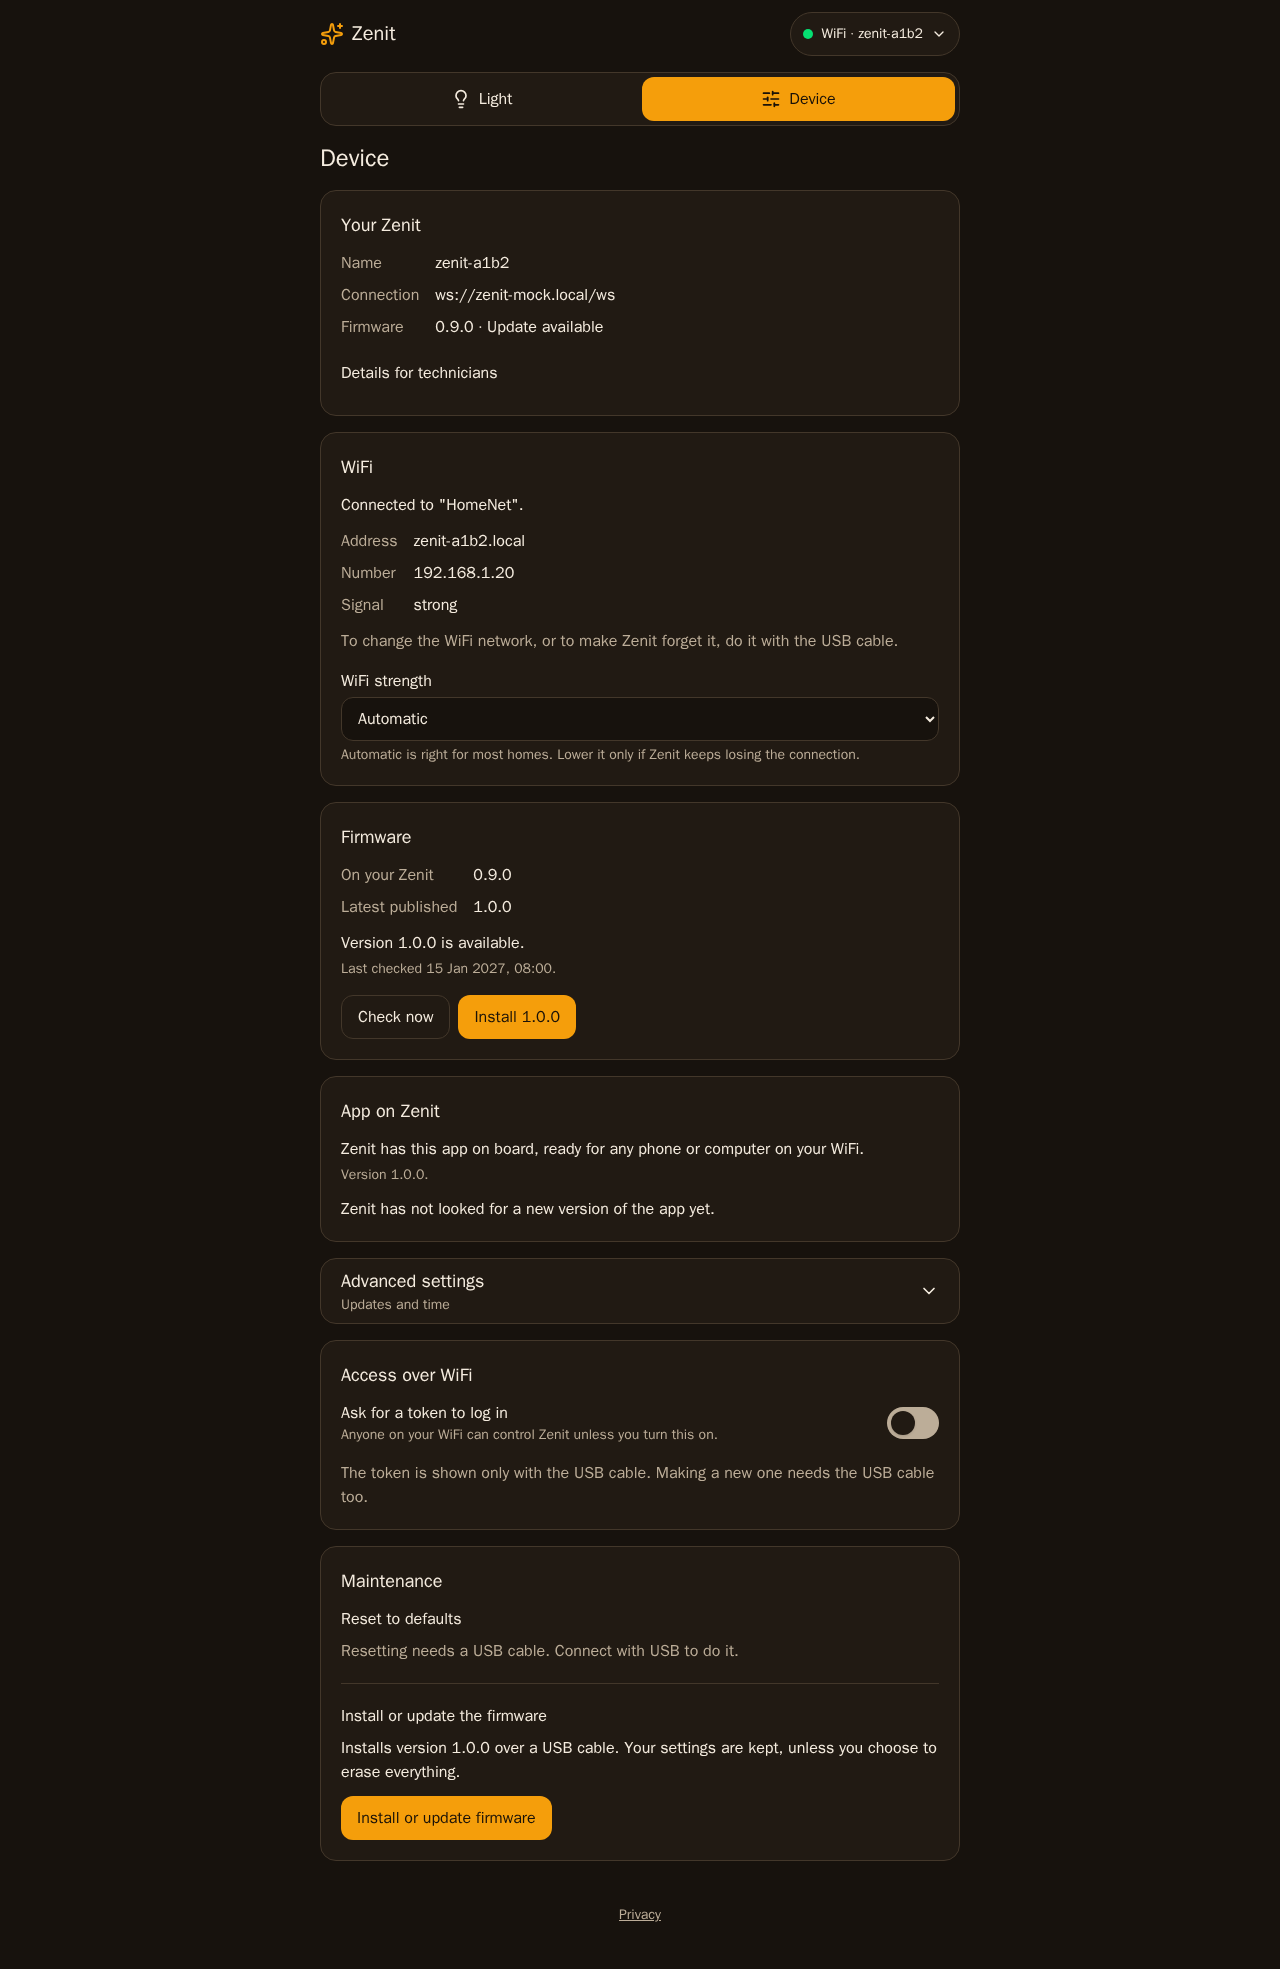 Zenit
WiFi · zenit-a1b2
Light
Device
Device
Your Zenit
Name zenit-a1b2
Connection ws://zenit-mock.local/ws
Firmware 0.9.0 · Update available
Details for technicians
WiFi
Connected to "HomeNet".
Address zenit-a1b2.local
Number 192.168.1.20
Signal strong
To change the WiFi network, or to make Zenit forget it, do it with the USB cable.
WiFi strength
Automatic
Automatic is right for most homes. Lower it only if Zenit keeps losing the connection.
Firmware
On your Zenit 0.9.0
Latest published 1.0.0
Version 1.0.0 is available.
Last checked 15 Jan 2027, 08:00.
Check now
Install 1.0.0
App on Zenit
Zenit has this app on board, ready for any phone or computer on your WiFi.
Version 1.0.0.
Zenit has not looked for a new version of the app yet.
Advanced settings
Updates and time
Access over WiFi
Ask for a token to log in
Anyone on your WiFi can control Zenit unless you turn this on.
The token is shown only with the USB cable. Making a new one needs the USB cable
too.
Maintenance
Reset to defaults
Resetting needs a USB cable. Connect with USB to do it.
Install or update the firmware
Installs version 1.0.0 over a USB cable. Your settings are kept, unless you choose to
erase everything.
Install or update firmware
Privacy